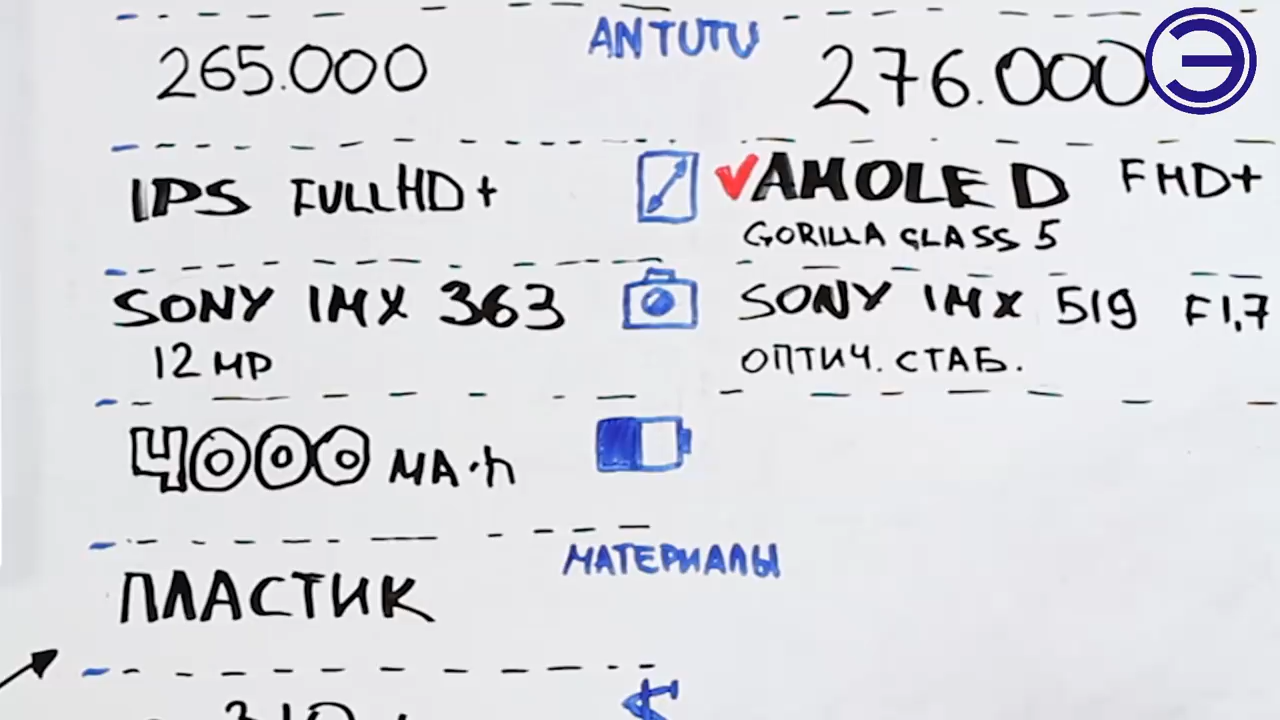 ANTUTU
265.000
276.000
Э
IPS FULLHD+
✓AMOLED FHD+
GORILLA GLASS 5
SONY IMX 363
12 MP
SONY IMX 519 F1,7
ОПТИЧ. СТАБ.
4000 MA·h
МАТЕРИАЛЫ
ПЛАСТИК